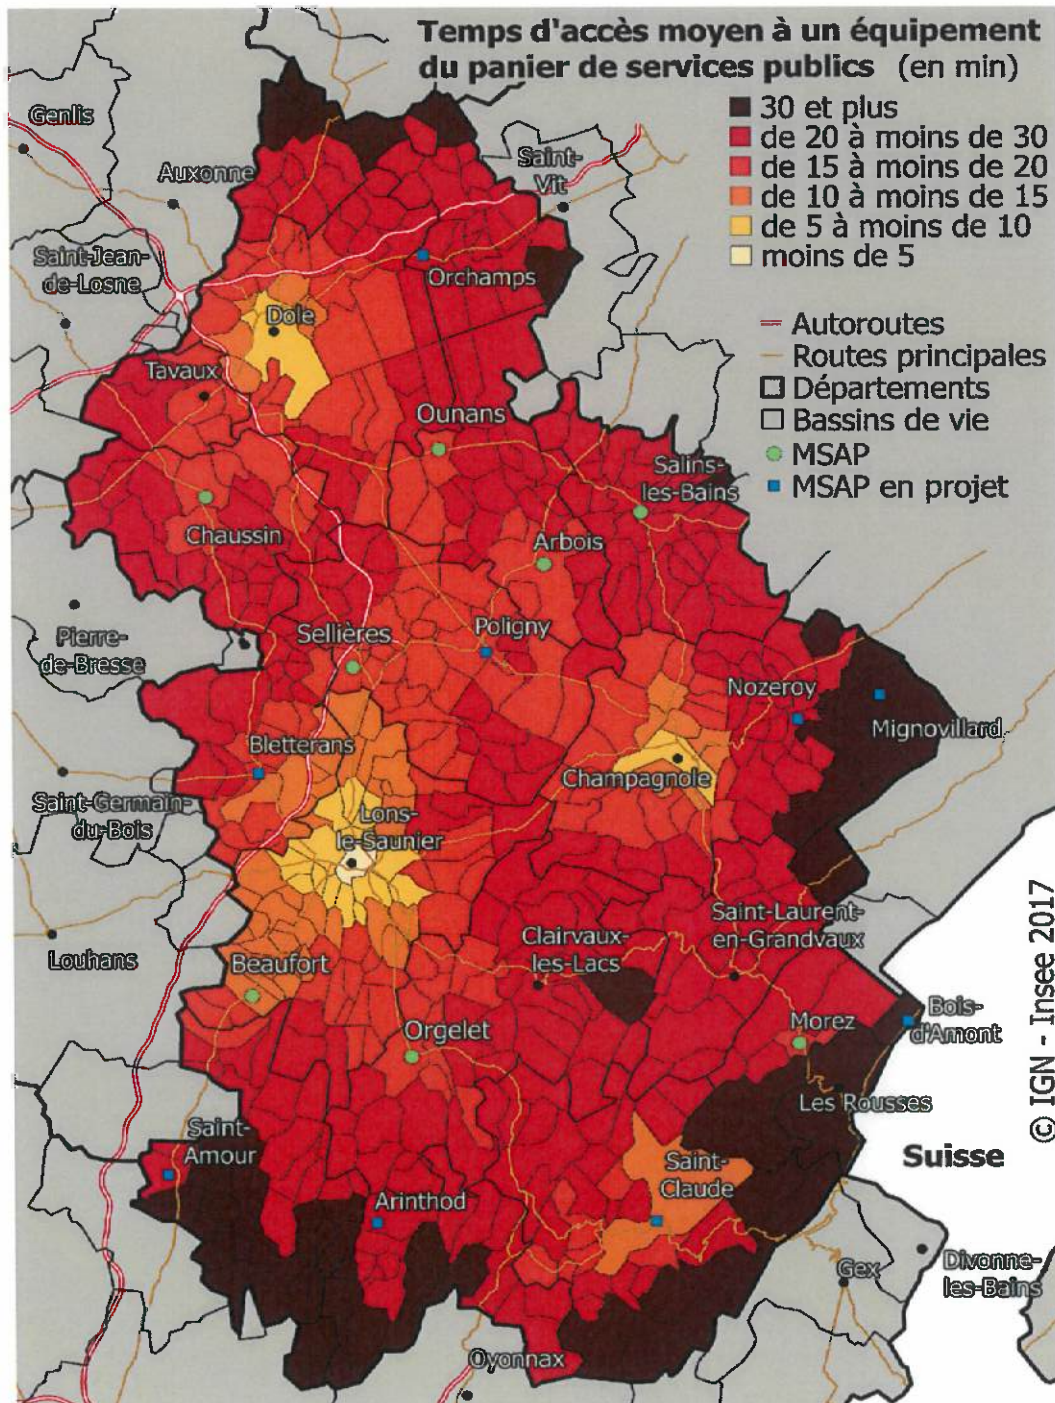 Temps d'accès moyen à un équipement
du panier de services publics (en min)
30 et plus
de 20 à moins de 30
de 15 à moins de 20
de 10 à moins de 15
de 5 à moins de 10
moins de 5
Autoroutes
Routes principales
Départements
Bassins de vie
MSAP
MSAP en projet
Genlis
Auxonne
Saint-
Vit
Saint-Jean-
de-Losne
Orchamps
Dole
Tavaux
Ounans
Salins-
les-Bains
Chaussin
Arbois
Pierre-
de-Bresse
Sellières
Poligny
Nozeroy
Mignovillard
Bletterans
Champagnole
Saint-Germain-
du-Bois
Lons-
le-Saunier
Louhans
Clairvaux-
les-Lacs
Saint-Laurent-
en-Grandvaux
Beaufort
Orgelet
Morez
Bois-
d'Amont
Les Rousses
Saint-
Amour
Saint-
Claude
Suisse
Arinthod
Gex
Divonne-
les-Bains
Oyonnax
© IGN - Insee 2017